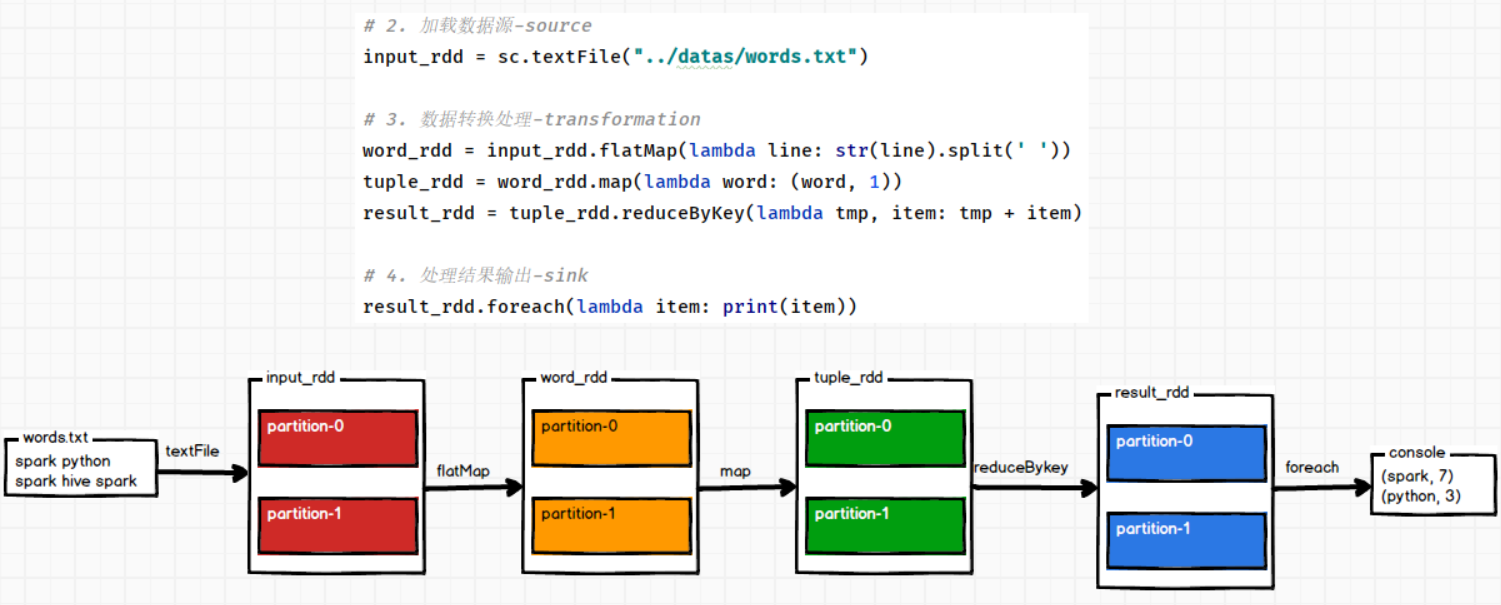 # 2. 加载数据源-source
input_rdd = sc.textFile("../datas/words.txt")
# 3. 数据转换处理-transformation
word_rdd = input_rdd.flatMap(lambda line: str(line).split(' '))
tuple_rdd = word_rdd.map(lambda word: (word, 1))
result_rdd = tuple_rdd.reduceByKey(lambda tmp, item: tmp + item)
# 4. 处理结果输出-sink
result_rdd.foreach(lambda item: print(item))
words.txt
spark python
spark hive spark
textFile
input_rdd
partition-0
partition-1
flatMap
word_rdd
partition-0
partition-1
map
tuple_rdd
partition-0
partition-1
reduceBykey
result_rdd
partition-0
partition-1
foreach
console
(spark, 7)
(python, 3)